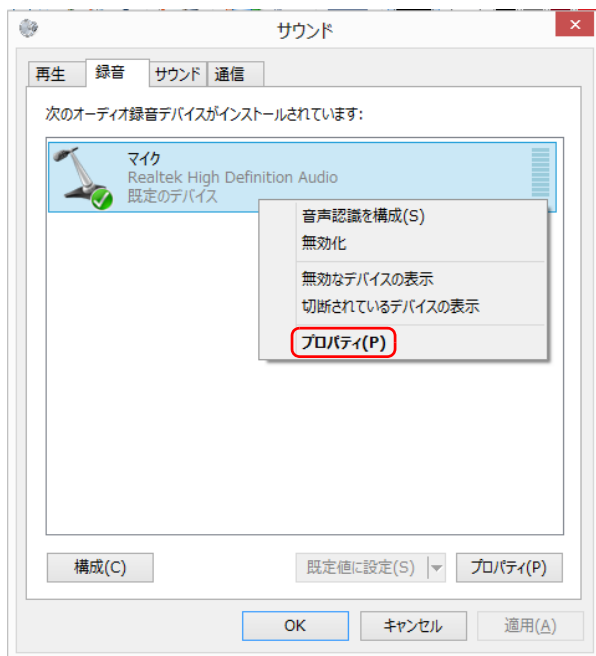 サウンド
再生 録音 サウンド 通信
次のオーディオ録音デバイスがインストールされています:
マイク
Realtek High Definition Audio
既定のデバイス
音声認識を構成(S)
無効化
無効なデバイスの表示
切断されているデバイスの表示
プロパティ(P)
構成(C) 既定値に設定(S) プロパティ(P)
OK キャンセル 適用(A)